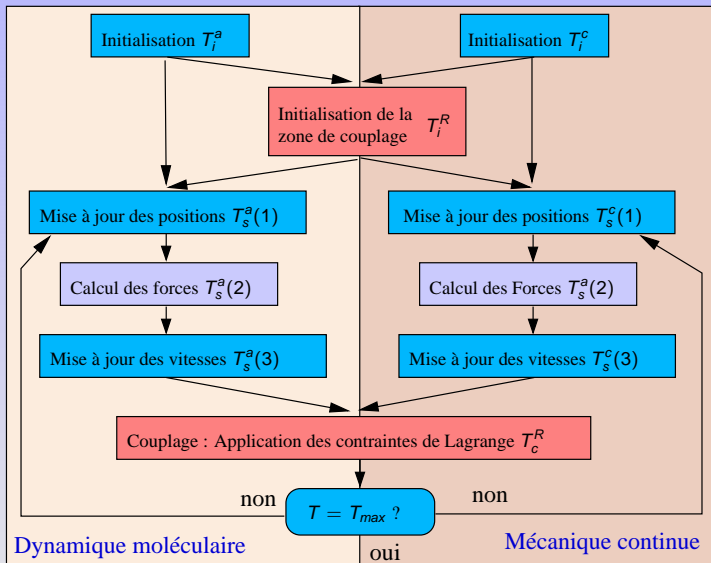 Initialisation T_i^a
Initialisation T_i^c
Initialisation de la
zone de couplage T_i^R
Mise à jour des positions T_s^a(1)
Mise à jour des positions T_s^c(1)
Calcul des forces T_s^a(2)
Calcul des Forces T_s^a(2)
Mise à jour des vitesses T_s^a(3)
Mise à jour des vitesses T_s^c(3)
Couplage : Application des contraintes de Lagrange T_c^R
non
non
T = T_max ?
Dynamique moléculaire
Mécanique continue
oui